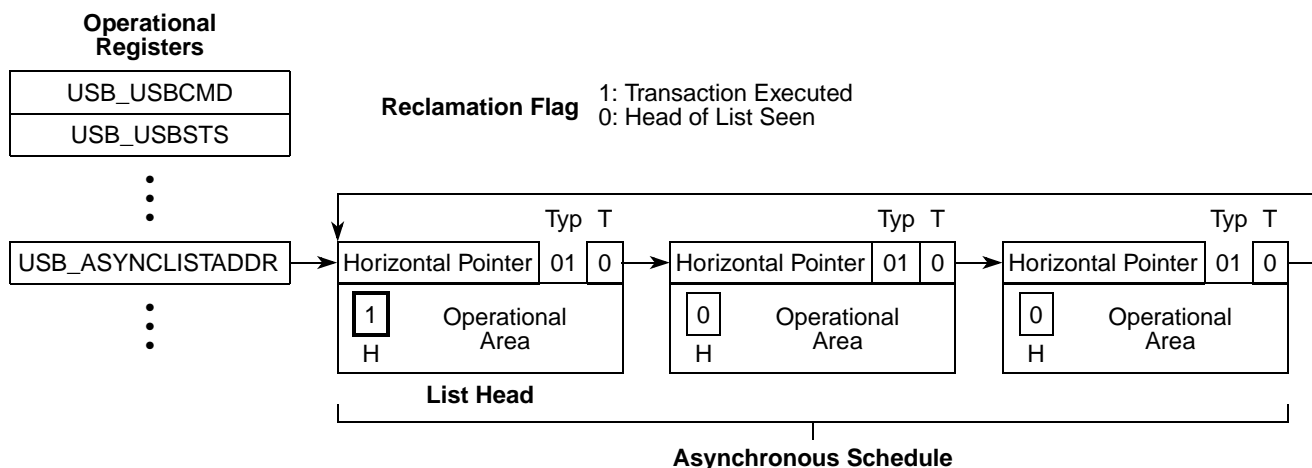 Operational
Registers
USB_USBCMD
USB_USBSTS
Reclamation Flag
1: Transaction Executed
0: Head of List Seen
Typ T
Typ T
Typ T
USB_ASYNCLISTADDR
Horizontal Pointer 01 0
Horizontal Pointer 01 0
Horizontal Pointer 01 0
1
H
Operational
Area
0
H
Operational
Area
0
H
Operational
Area
List Head
Asynchronous Schedule